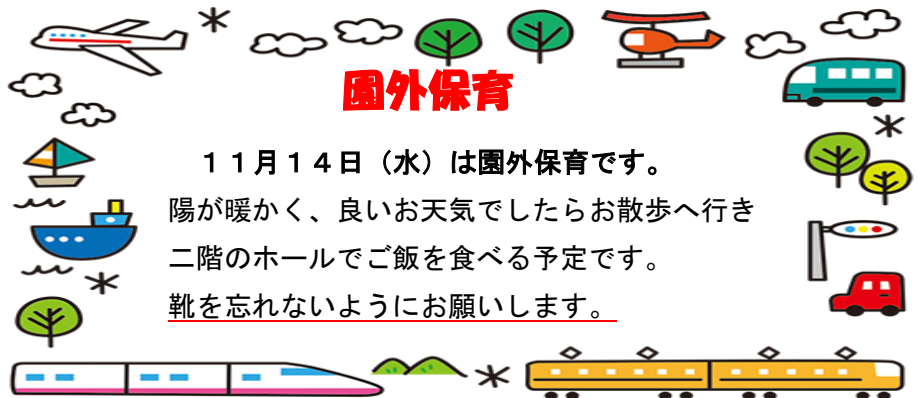 園外保育
１１月１４日（水）は園外保育です。
陽が暖かく、良いお天気でしたらお散歩へ行き
二階のホールでご飯を食べる予定です。
靴を忘れないようにお願いします。